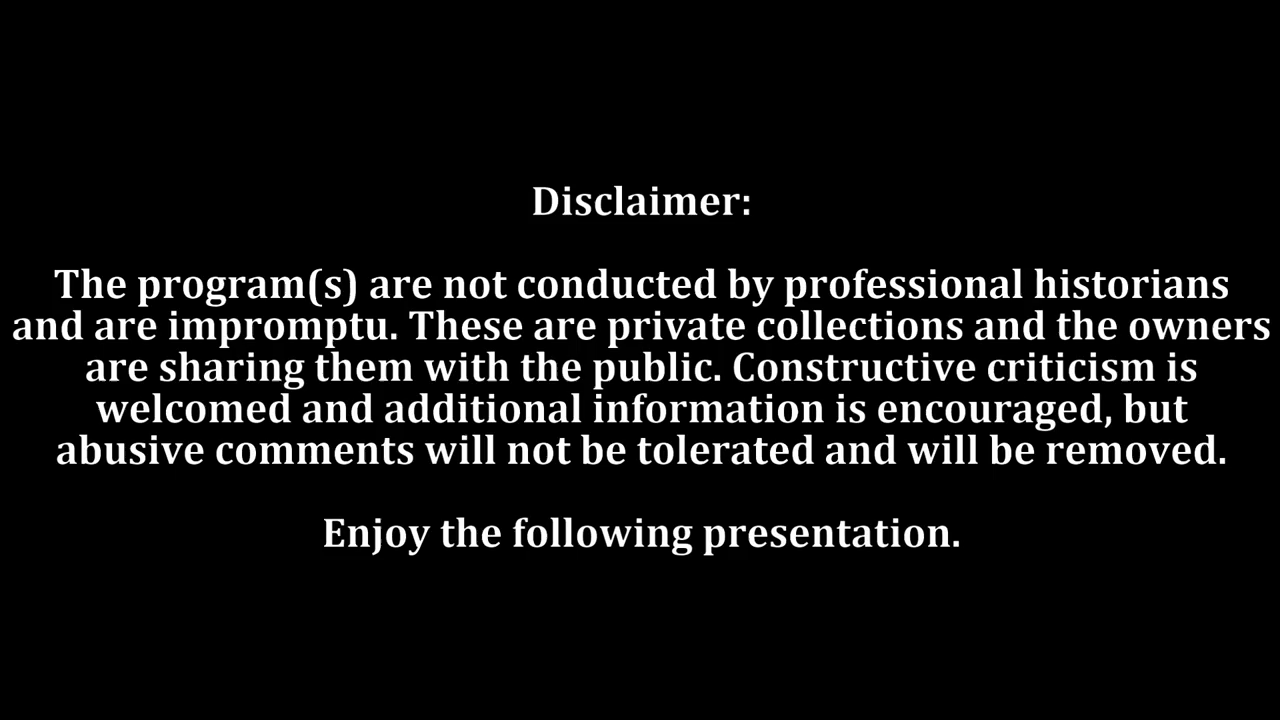 Disclaimer:
The program(s) are not conducted by professional historians
and are impromptu. These are private collections and the owners
are sharing them with the public. Constructive criticism is
welcomed and additional information is encouraged, but
abusive comments will not be tolerated and will be removed.
Enjoy the following presentation.